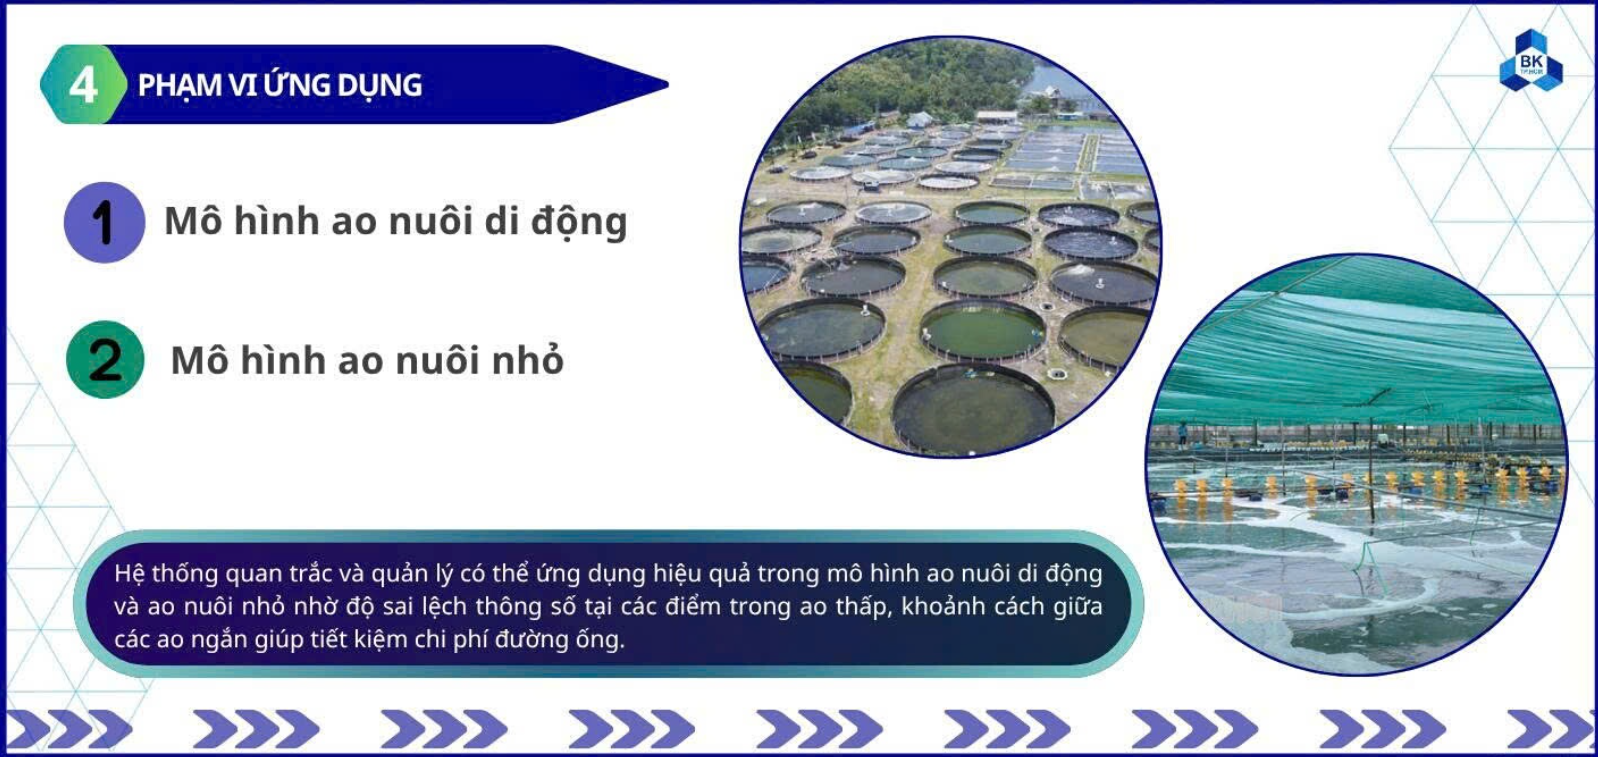 4 PHẠM VI ỨNG DỤNG
BK
TP.HCM
1 Mô hình ao nuôi di động
2 Mô hình ao nuôi nhỏ
Hệ thống quan trắc và quản lý có thể ứng dụng hiệu quả trong mô hình ao nuôi di động
và ao nuôi nhỏ nhờ độ sai lệch thông số tại các điểm trong ao thấp, khoảnh cách giữa
các ao ngắn giúp tiết kiệm chi phí đường ống.